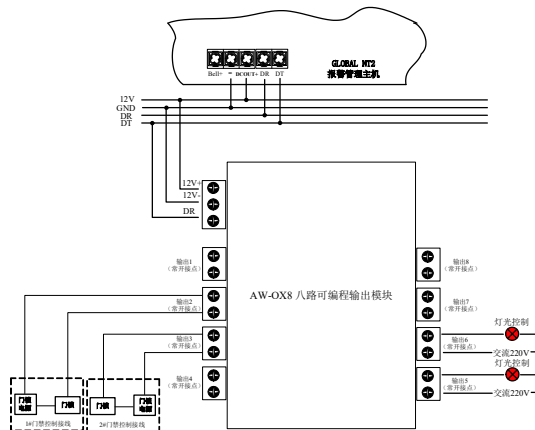 GLOBAL NT2
报警管理主机
Bell+ - DCOUT+ DR DT
12V
GND
DR
DT
12V+
12V-
DR
输出1
（常开接点）
输出2
（常开接点）
输出3
（常开接点）
输出4
（常开接点）
AW-OX8 八路可编程输出模块
输出8
（常开接点）
输出7
（常开接点）
输出6
（常开接点）
输出5
（常开接点）
灯光控制
交流220V
灯光控制
交流220V
门锁
电源
门锁
1#门禁控制接线
门锁
门锁
电源
2#门禁控制接线